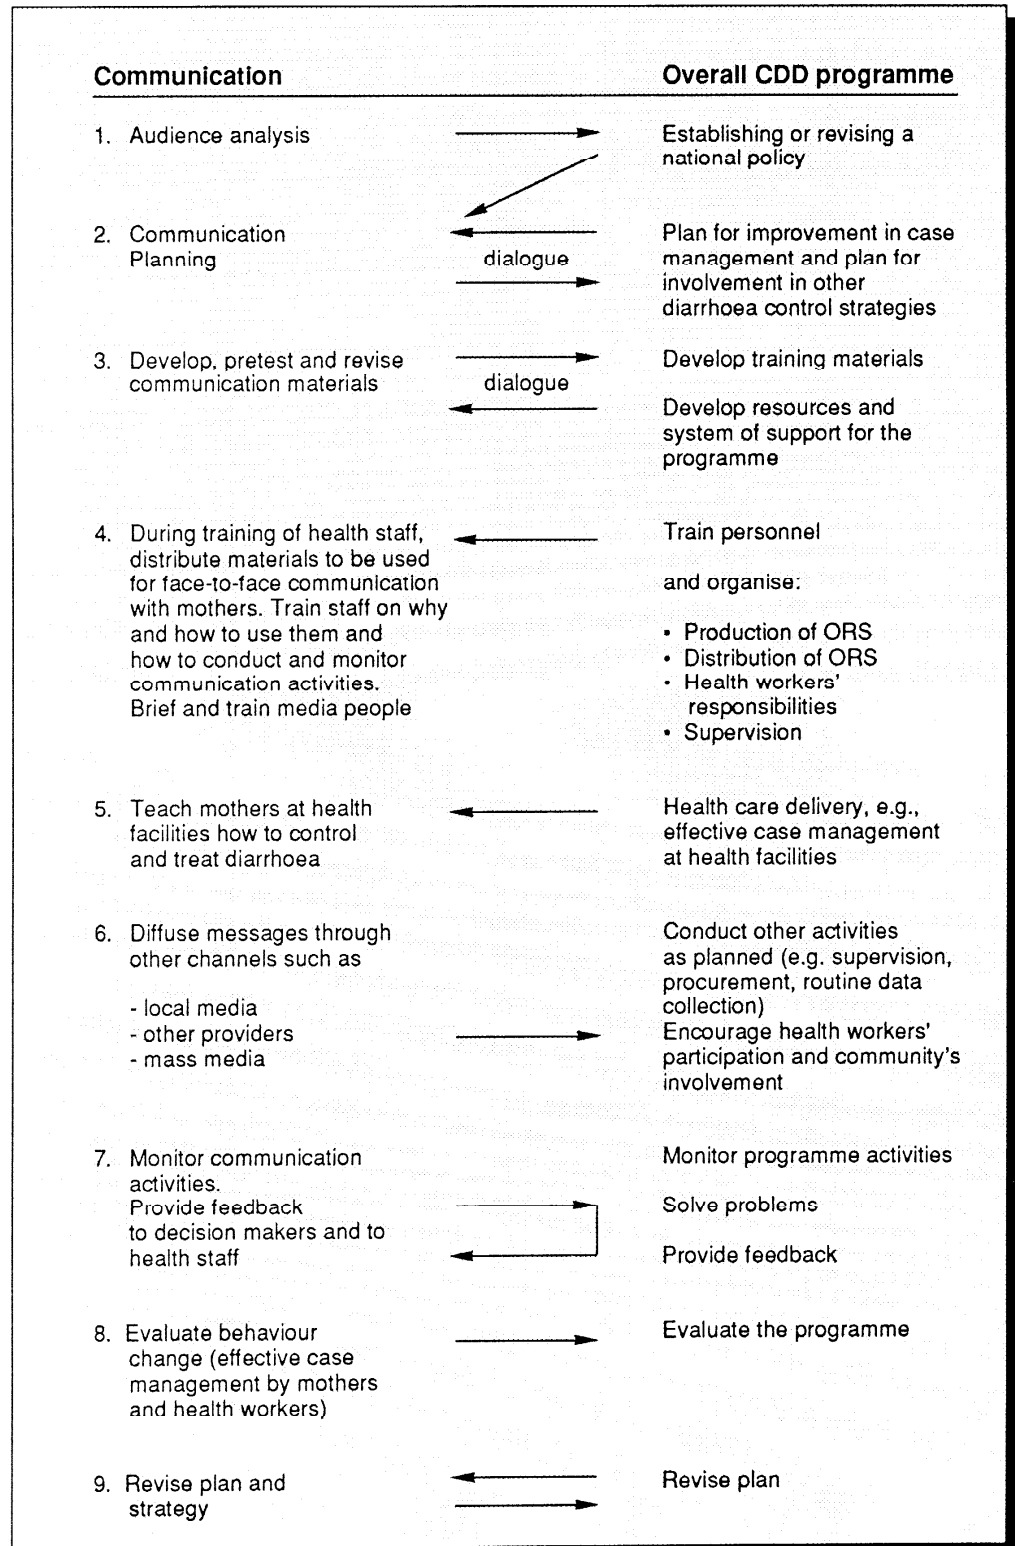 Communication
Overall CDD programme
1. Audience analysis
Establishing or revising a
national policy
2. Communication
Planning
dialogue
Plan for improvement in case
management and plan for
involvement in other
diarrhoea control strategies
3. Develop, pretest and revise
communication materials
dialogue
Develop training materials
Develop resources and
system of support for the
programme
4. During training of health staff,
distribute materials to be used
for face-to-face communication
with mothers. Train staff on why
and how to use them and
how to conduct and monitor
communication activities.
Brief and train media people
Train personnel
and organise:
• Production of ORS
• Distribution of ORS
- Health workers'
responsibilities
• Supervision
5. Teach mothers at health
facilities how to control
and treat diarrhoea
Health care delivery, e.g.,
effective case management
at health facilities
6. Diffuse messages through
other channels such as
- local media
- other providers
- mass media
Conduct other activities
as planned (e.g. supervision,
procurement, routine data
collection)
Encourage health workers'
participation and community's
involvement
7. Monitor communication
activities.
Provide feedback
to decision makers and to
health staff
Monitor programme activities
Solve problems
Provide feedback
8. Evaluate behaviour
change (effective case
management by mothers
and health workers)
Evaluate the programme
9. Revise plan and
strategy
Revise plan